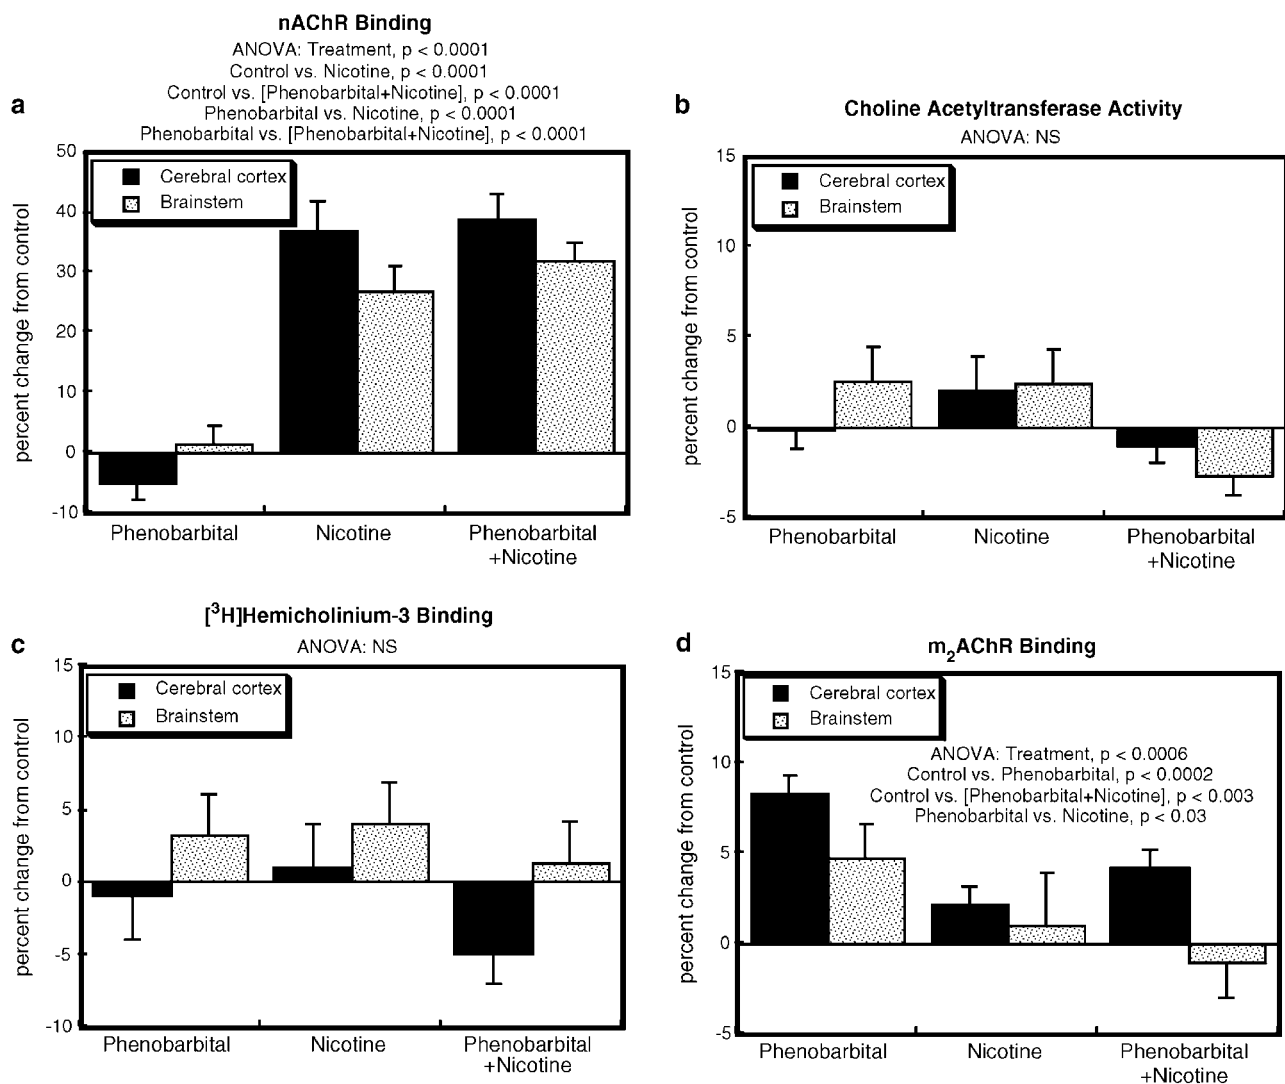 nAChR Binding
ANOVA: Treatment, p < 0.0001
Control vs. Nicotine, p < 0.0001
Control vs. [Phenobarbital+Nicotine], p < 0.0001
Phenobarbital vs. Nicotine, p < 0.0001
Phenobarbital vs. [Phenobarbital+Nicotine], p < 0.0001
a
50
40
30
20
10
0
-10
percent change from control
Cerebral cortex
Brainstem
Phenobarbital
Nicotine
Phenobarbital
+Nicotine
b
Choline Acetyltransferase Activity
ANOVA: NS
15
10
5
0
-5
percent change from control
Cerebral cortex
Brainstem
Phenobarbital
Nicotine
Phenobarbital
+Nicotine
[³H]Hemicholinium-3 Binding
c
ANOVA: NS
15
10
5
0
-5
-10
percent change from control
Cerebral cortex
Brainstem
Phenobarbital
Nicotine
Phenobarbital
+Nicotine
d
m₂AChR Binding
15
10
5
0
-5
percent change from control
Cerebral cortex
Brainstem
ANOVA: Treatment, p < 0.0006
Control vs. Phenobarbital, p < 0.0002
Control vs. [Phenobarbital+Nicotine], p < 0.003
Phenobarbital vs. Nicotine, p < 0.03
Phenobarbital
Nicotine
Phenobarbital
+Nicotine